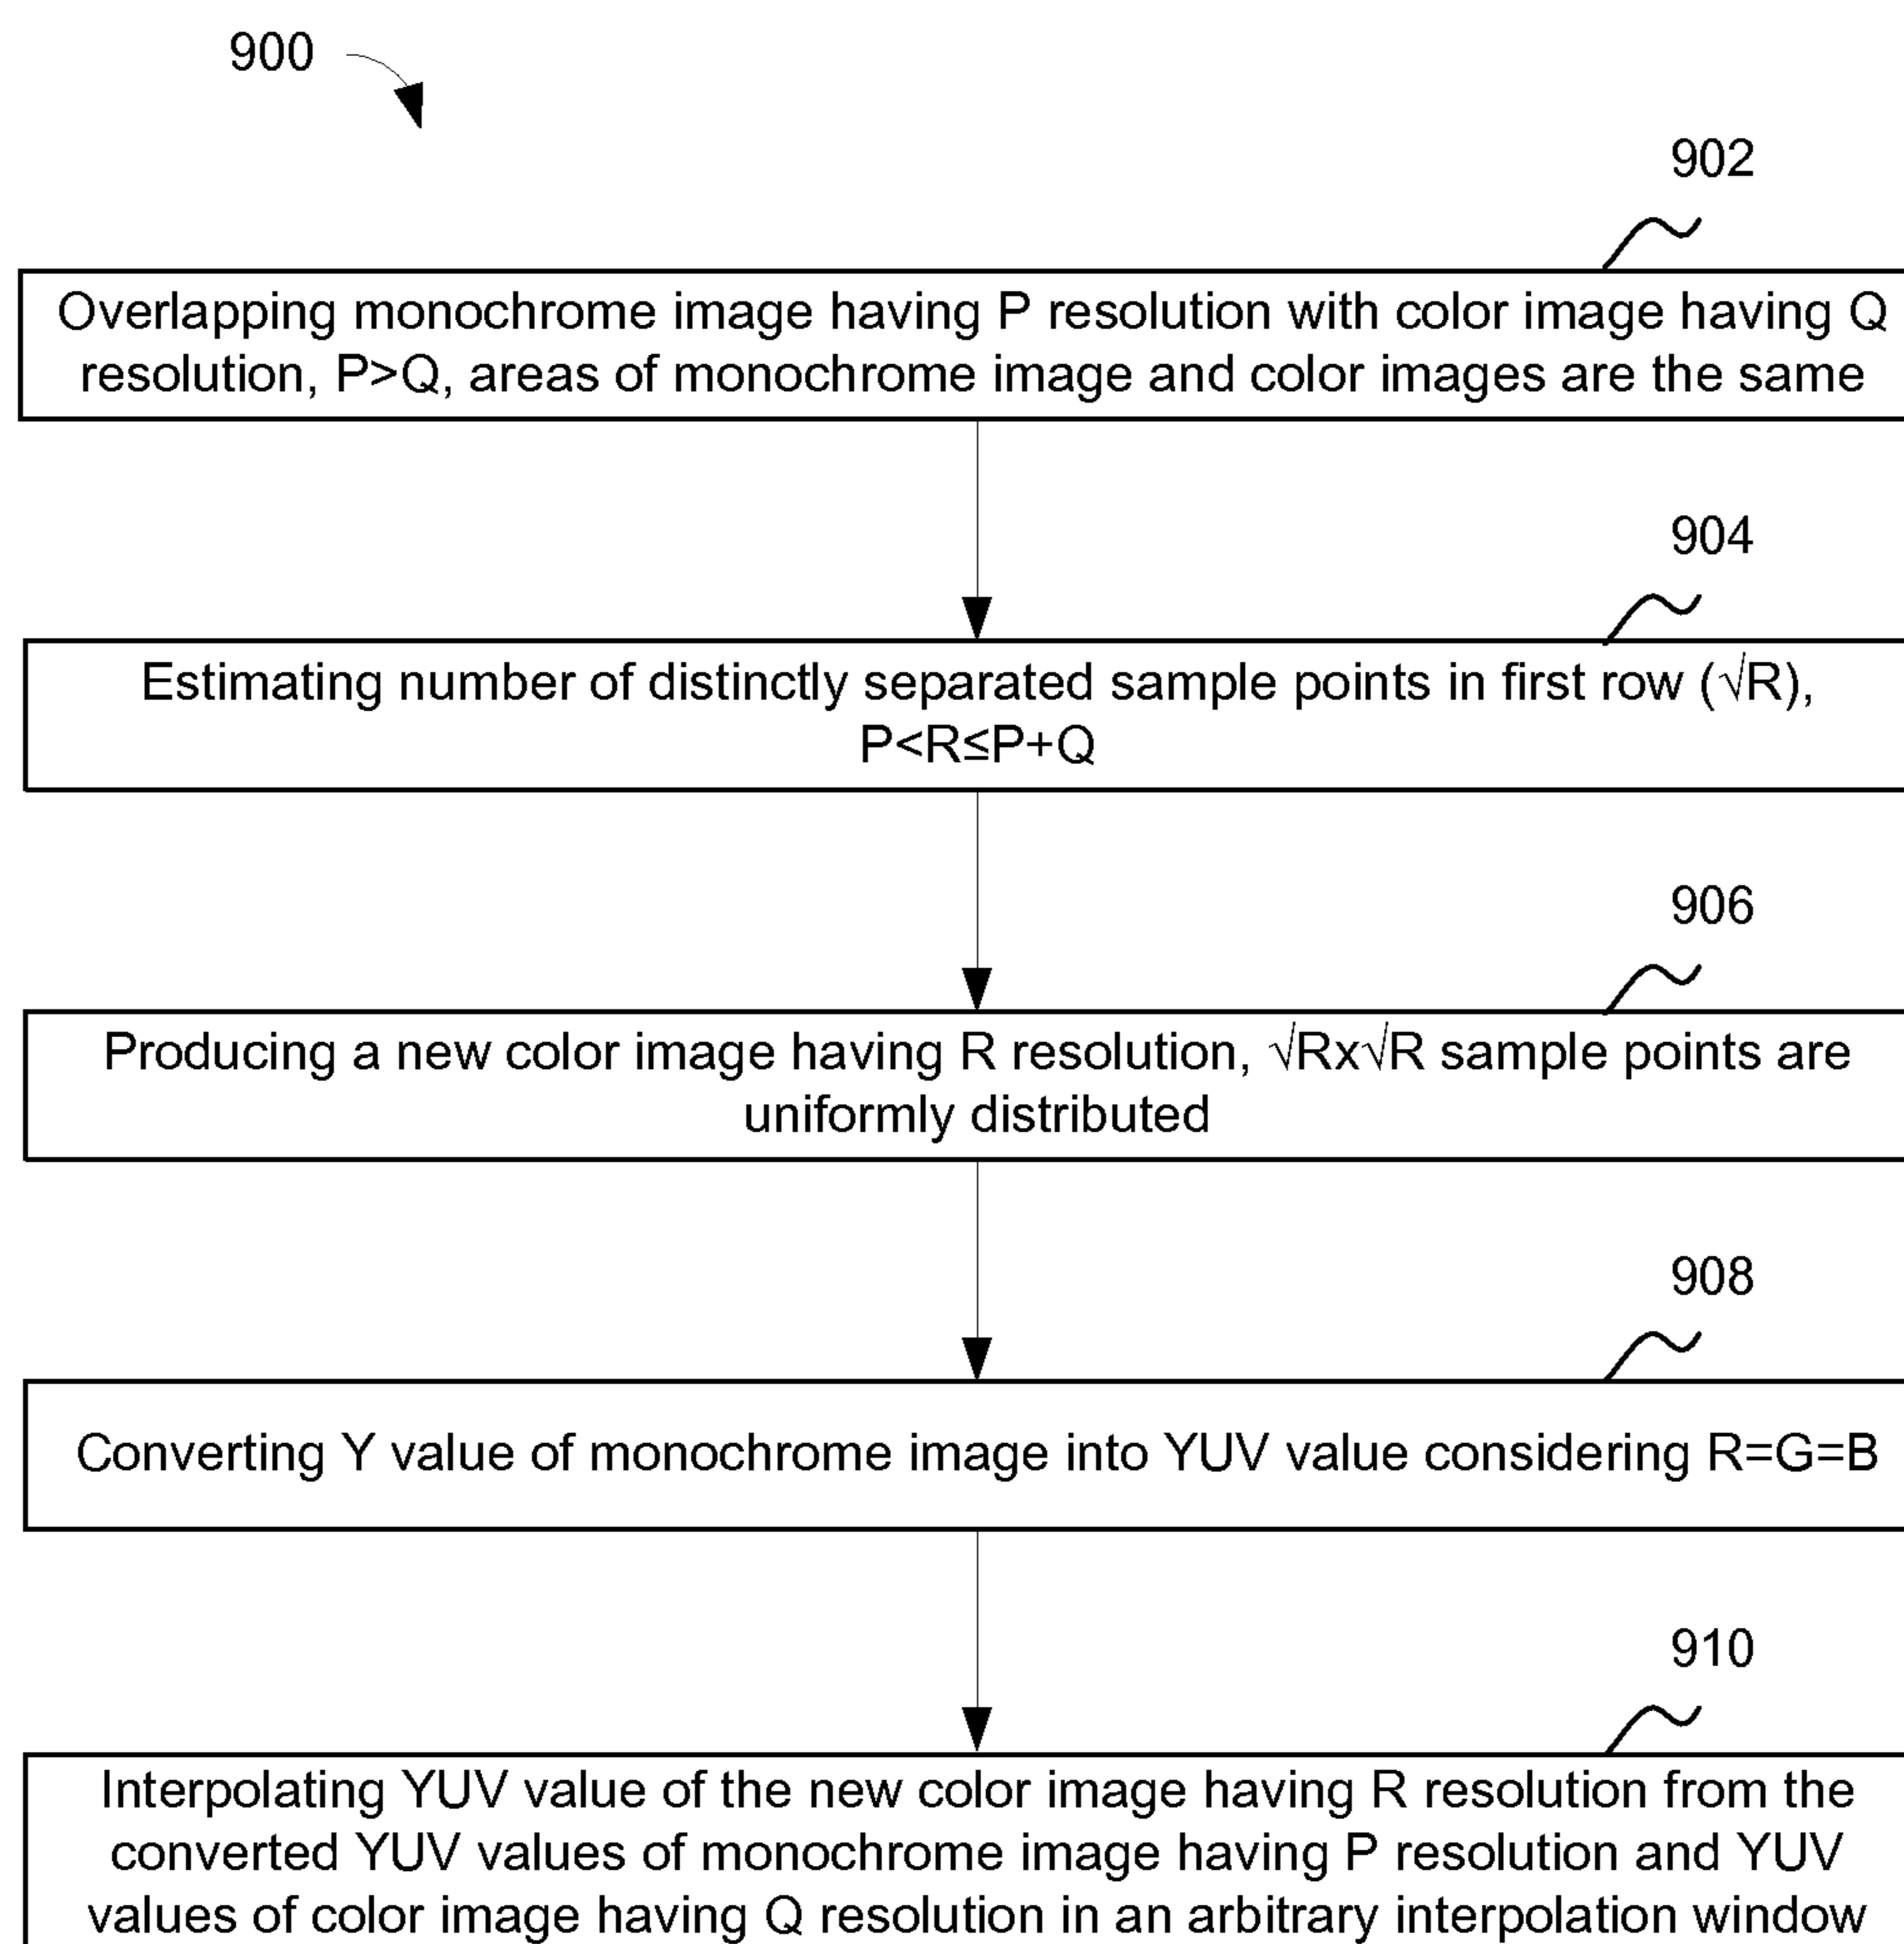 900
902
Overlapping monochrome image having P resolution with color image having Q
resolution, P>Q, areas of monochrome image and color images are the same
904
Estimating number of distinctly separated sample points in first row (√R),
P<R≤P+Q
906
Producing a new color image having R resolution, √Rx√R sample points are
uniformly distributed
908
Converting Y value of monochrome image into YUV value considering R=G=B
910
Interpolating YUV value of the new color image having R resolution from the
converted YUV values of monochrome image having P resolution and YUV
values of color image having Q resolution in an arbitrary interpolation window